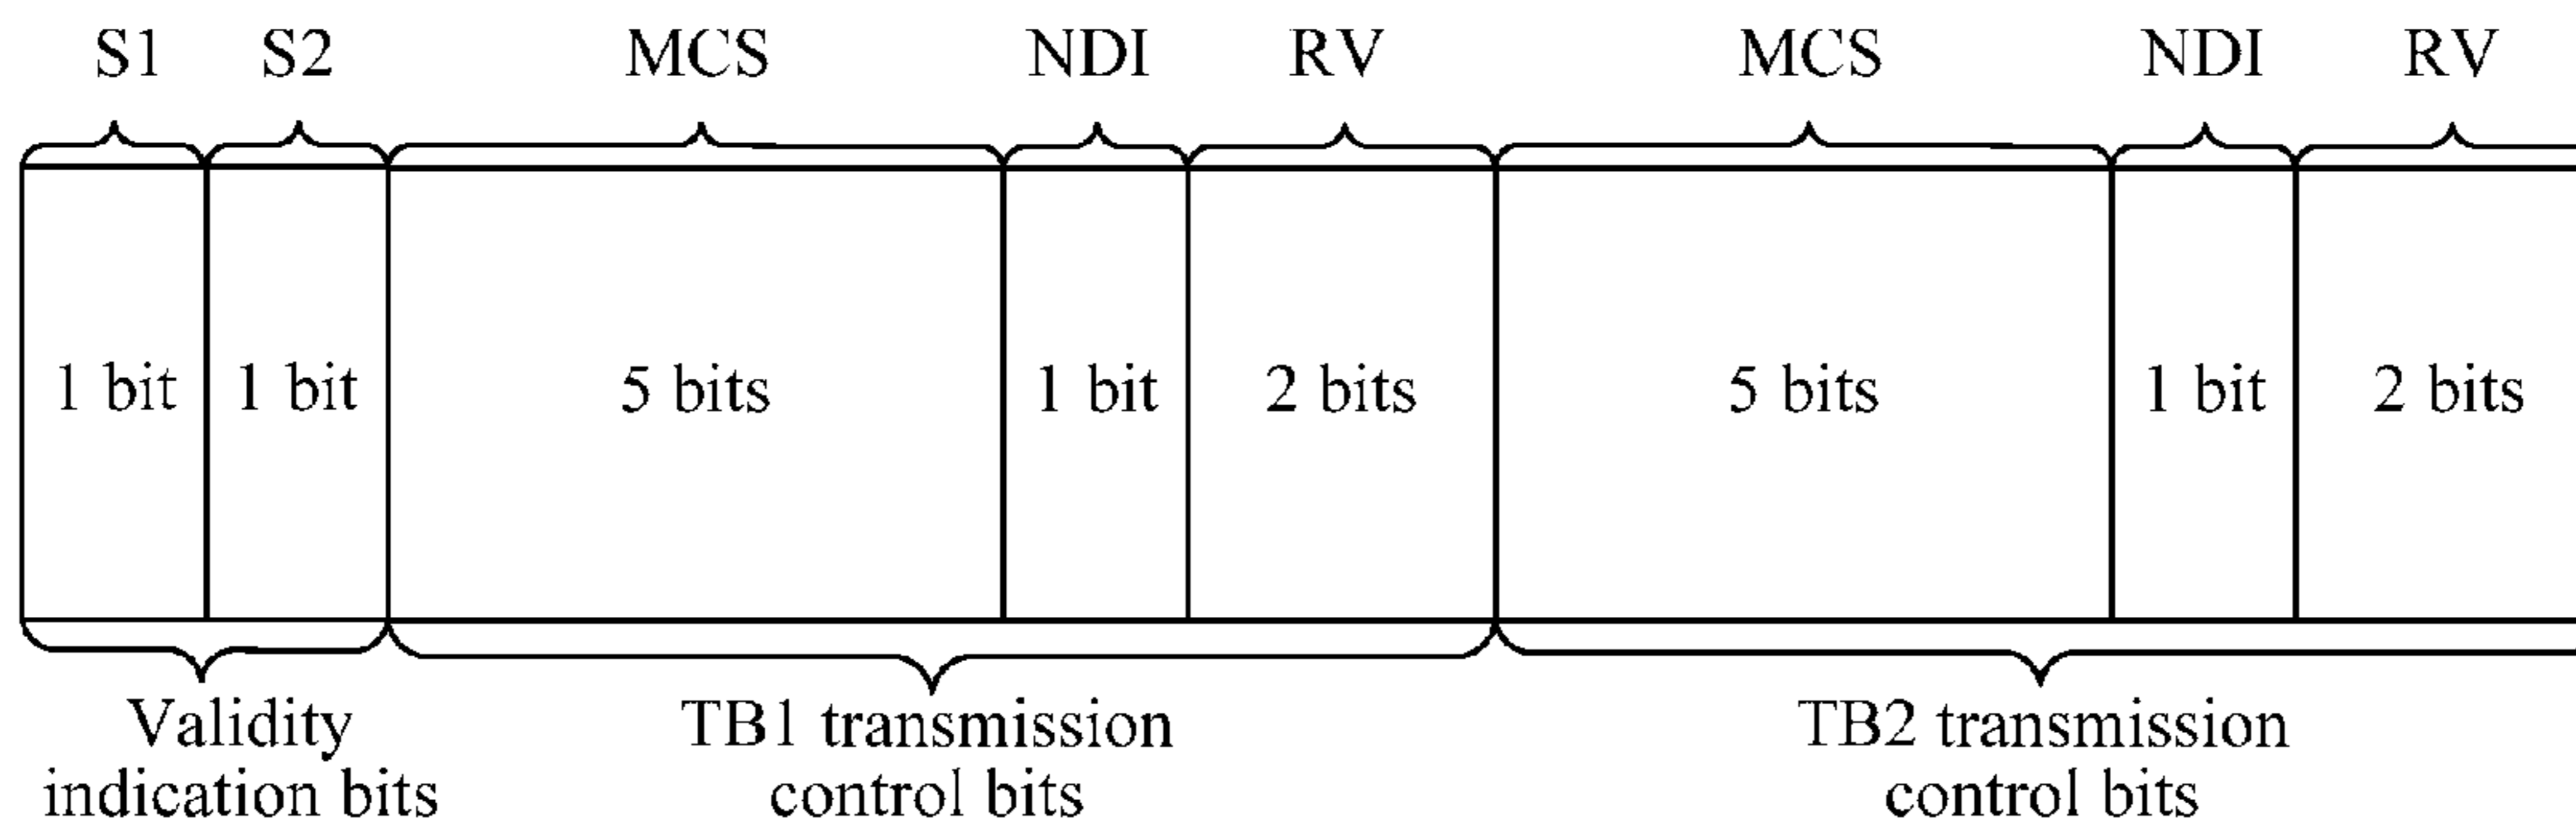 S1 S2 MCS NDI RV MCS NDI RV
1 bit 1 bit 5 bits 1 bit 2 bits 5 bits 1 bit 2 bits
Validity
indication bits
TB1 transmission
control bits
TB2 transmission
control bits